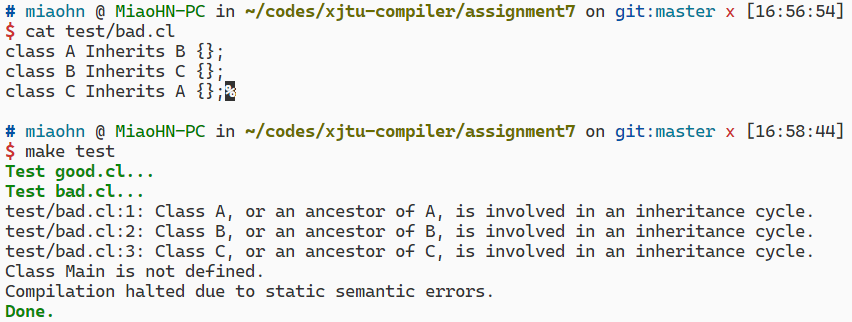 # miaohn @ MiaoHN-PC in ~/codes/xjtu-compiler/assignment7 on git:master x [16:56:54]
$ cat test/bad.cl
class A Inherits B {};
class B Inherits C {};
class C Inherits A {};%
# miaohn @ MiaoHN-PC in ~/codes/xjtu-compiler/assignment7 on git:master x [16:58:44]
$ make test
Test good.cl...
Test bad.cl...
test/bad.cl:1: Class A, or an ancestor of A, is involved in an inheritance cycle.
test/bad.cl:2: Class B, or an ancestor of B, is involved in an inheritance cycle.
test/bad.cl:3: Class C, or an ancestor of C, is involved in an inheritance cycle.
Class Main is not defined.
Compilation halted due to static semantic errors.
Done.